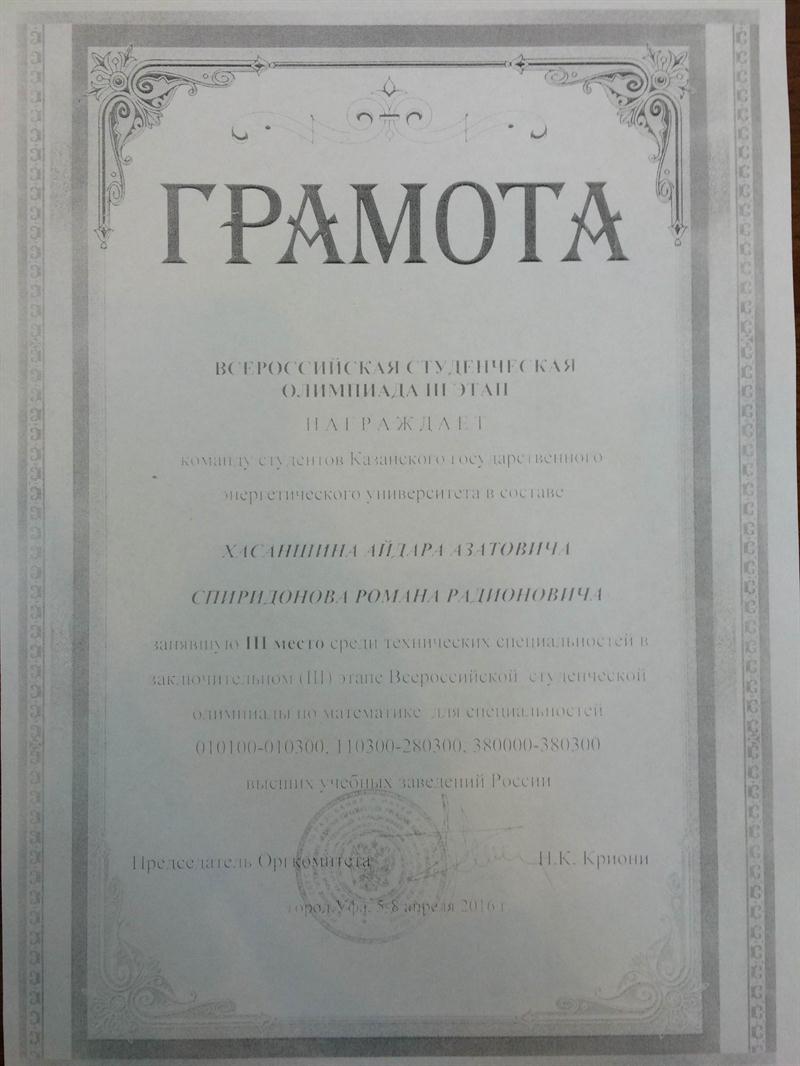 ГРАМОТА
ВСЕРОССИЙСКАЯ СТУДЕНЧЕСКАЯ
ОЛИМПИАДА III ЭТАП
НАГРАЖДАЕТ
команду студентов Казанского государственного
энергетического университета в составе
ХАСАНШИНА АЙДАРА АЗАТОВИЧА
СПИРИДОНОВА РОМАНА РАДИОНОВИЧА
занявшую III место среди технических специальностей в
заключительном (III) этапе Всероссийской студенческой
олимпиады по математике для специальностей
010100-010300, 110300-280300, 380000-380300
высших учебных заведений России
Председатель Оргкомитета Н.К. Криони
город Уфа, 5-8 апреля 2016 г.